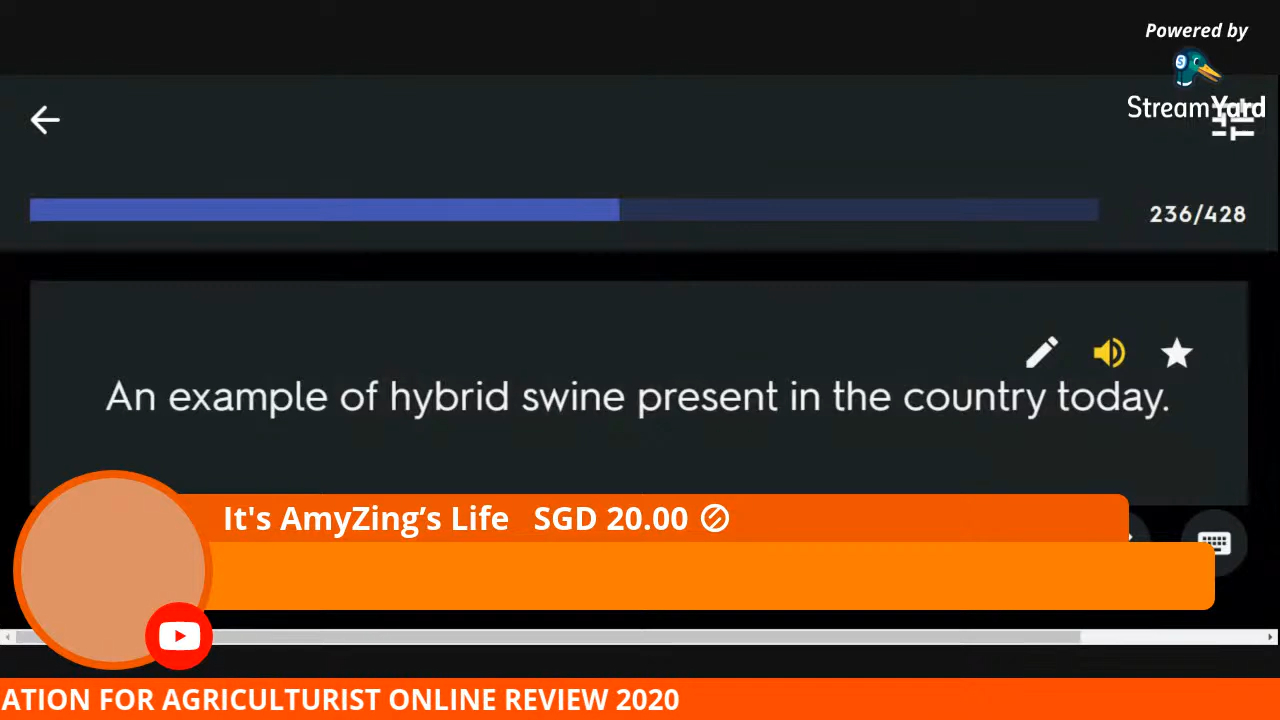 Powered by
StreamYard
236/428
An example of hybrid swine present in the country today.
It's AmyZing’s Life SGD 20.00
ATION FOR AGRICULTURIST ONLINE REVIEW 2020